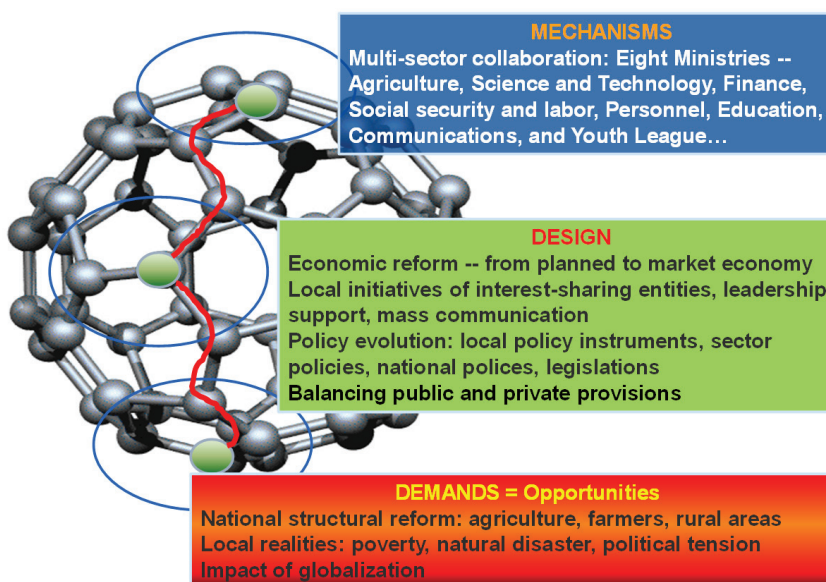 MECHANISMS
Multi-sector collaboration: Eight Ministries --
Agriculture, Science and Technology, Finance,
Social security and labor, Personnel, Education,
Communications, and Youth League…
DESIGN
Economic reform -- from planned to market economy
Local initiatives of interest-sharing entities, leadership
support, mass communication
Policy evolution: local policy instruments, sector
policies, national polices, legislations
Balancing public and private provisions
DEMANDS = Opportunities
National structural reform: agriculture, farmers, rural areas
Local realities: poverty, natural disaster, political tension
Impact of globalization